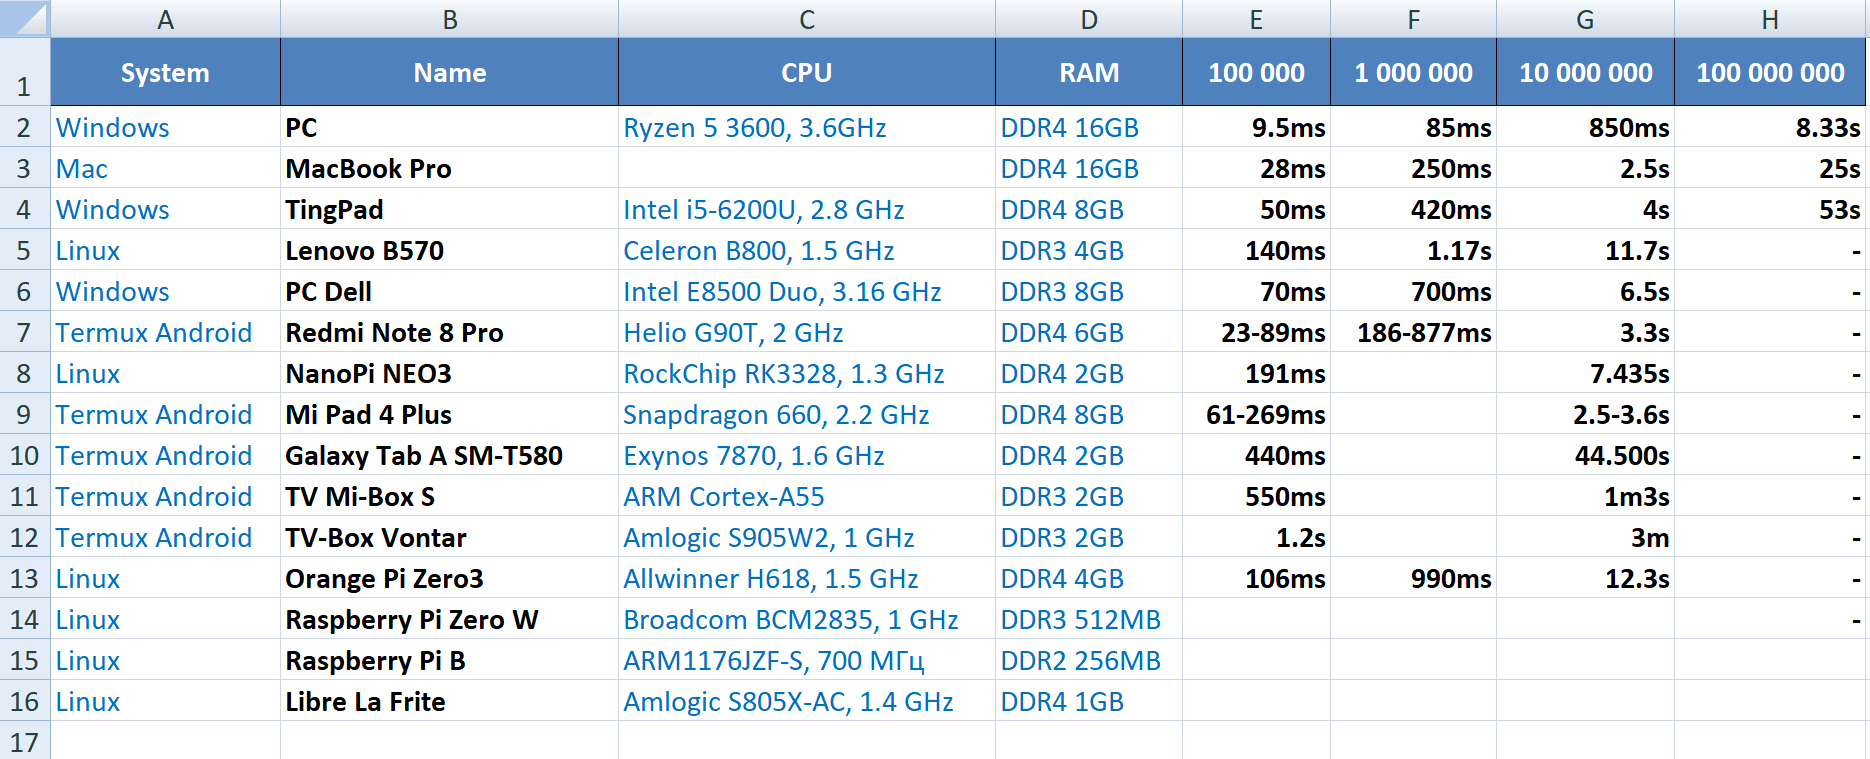 A B C D E F G H
1 System Name CPU RAM 100 000 1 000 000 10 000 000 100 000 000
2 Windows PC Ryzen 5 3600, 3.6GHz DDR4 16GB 9.5ms 85ms 850ms 8.33s
3 Mac MacBook Pro DDR4 16GB 28ms 250ms 2.5s 25s
4 Windows TingPad Intel i5-6200U, 2.8 GHz DDR4 8GB 50ms 420ms 4s 53s
5 Linux Lenovo B570 Celeron B800, 1.5 GHz DDR3 4GB 140ms 1.17s 11.7s -
6 Windows PC Dell Intel E8500 Duo, 3.16 GHz DDR3 8GB 70ms 700ms 6.5s -
7 Termux Android Redmi Note 8 Pro Helio G90T, 2 GHz DDR4 6GB 23-89ms 186-877ms 3.3s -
8 Linux NanoPi NEO3 RockChip RK3328, 1.3 GHz DDR4 2GB 191ms 7.435s -
9 Termux Android Mi Pad 4 Plus Snapdragon 660, 2.2 GHz DDR4 8GB 61-269ms 2.5-3.6s -
10 Termux Android Galaxy Tab A SM-T580 Exynos 7870, 1.6 GHz DDR4 2GB 440ms 44.500s -
11 Termux Android TV Mi-Box S ARM Cortex-A55 DDR3 2GB 550ms 1m3s -
12 Termux Android TV-Box Vontar Amlogic S905W2, 1 GHz DDR3 2GB 1.2s 3m -
13 Linux Orange Pi Zero3 Allwinner H618, 1.5 GHz DDR4 4GB 106ms 990ms 12.3s -
14 Linux Raspberry Pi Zero W Broadcom BCM2835, 1 GHz DDR3 512MB -
15 Linux Raspberry Pi B ARM1176JZF-S, 700 МГц DDR2 256MB
16 Linux Libre La Frite Amlogic S805X-AC, 1.4 GHz DDR4 1GB
17